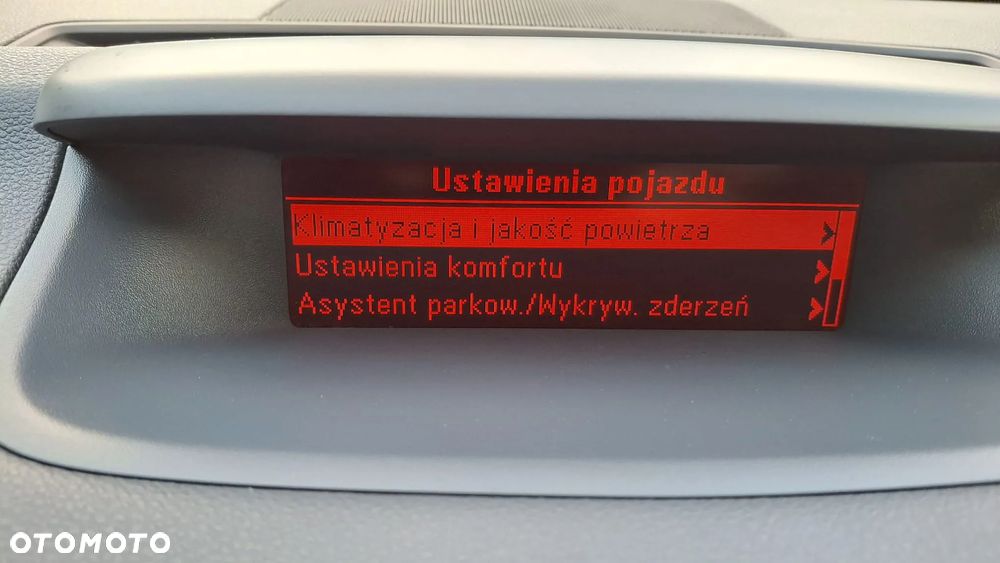 Ustawienia pojazdu
Klimatyzacja i jakość powietrza
Ustawienia komfortu
Asystent parkow./Wykryw. zderzeń
OTOMOTO